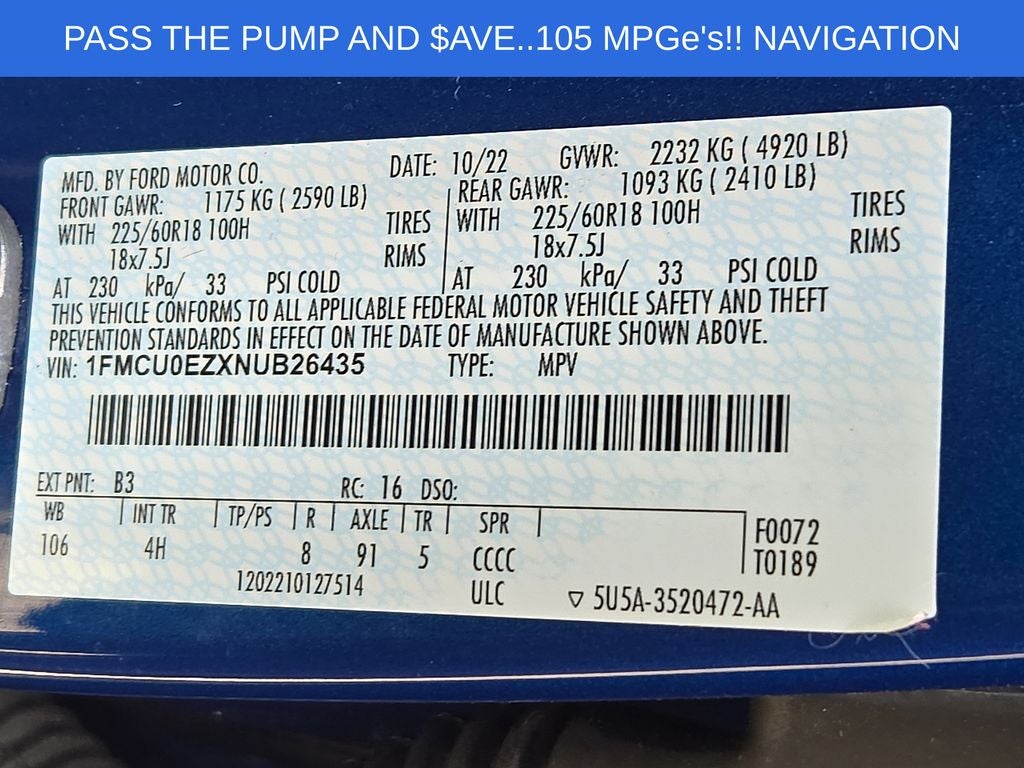 PASS THE PUMP AND $AVE..105 MPGe's!! NAVIGATION
MFD. BY FORD MOTOR CO. DATE: 10/22 GVWR: 2232 KG ( 4920 LB)
FRONT GAWR: 1175 KG ( 2590 LB) REAR GAWR: 1093 KG ( 2410 LB)
WITH 225/60R18 100H TIRES WITH 225/60R18 100H TIRES
18x7.5J RIMS 18x7.5J RIMS
AT 230 kPa/ 33 PSI COLD AT 230 kPa/ 33 PSI COLD
THIS VEHICLE CONFORMS TO ALL APPLICABLE FEDERAL MOTOR VEHICLE SAFETY AND THEFT
PREVENTION STANDARDS IN EFFECT ON THE DATE OF MANUFACTURE SHOWN ABOVE.
VIN: 1FMCU0EZXNUB26435 TYPE: MPV
EXT PNT: B3 RC: 16 DSO:
WB INT TR TP/PS R AXLE TR SPR F0072
106 4H 8 91 5 CCCC T0189
1202210127514 ULC ▽ 5U5A-3520472-AA